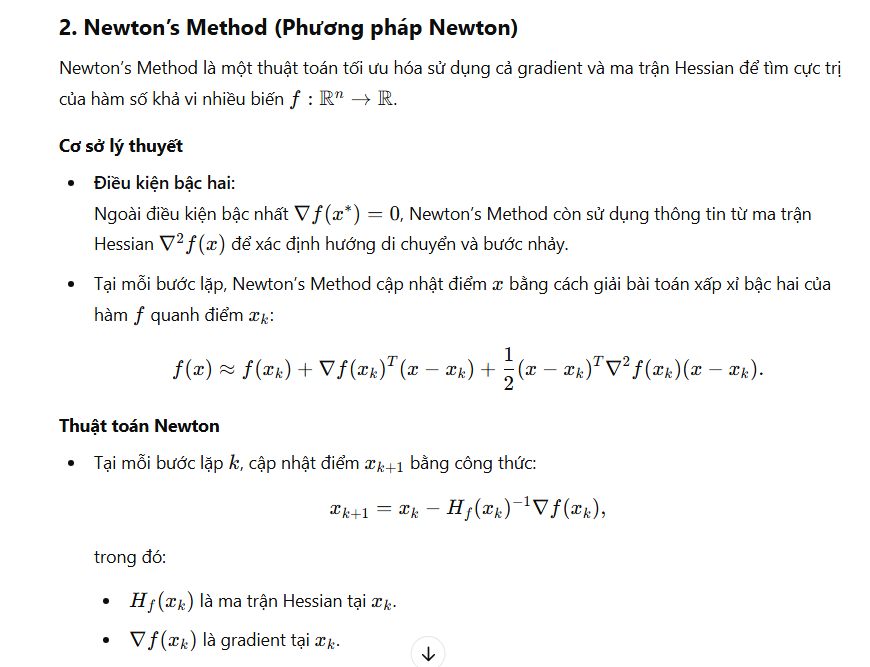 2. Newton’s Method (Phương pháp Newton)
Newton’s Method là một thuật toán tối ưu hóa sử dụng cả gradient và ma trận Hessian để tìm cực trị
của hàm số khả vi nhiều biến f : ℝⁿ → ℝ.
Cơ sở lý thuyết
• Điều kiện bậc hai:
Ngoài điều kiện bậc nhất ∇f(x*) = 0, Newton’s Method còn sử dụng thông tin từ ma trận
Hessian ∇²f(x) để xác định hướng di chuyển và bước nhảy.
• Tại mỗi bước lặp, Newton’s Method cập nhật điểm x bằng cách giải bài toán xấp xỉ bậc hai của
hàm f quanh điểm xₖ:
f(x) ≈ f(xₖ) + ∇f(xₖ)ᵀ(x − xₖ) + 1/2(x − xₖ)ᵀ∇²f(xₖ)(x − xₖ).
Thuật toán Newton
• Tại mỗi bước lặp k, cập nhật điểm xₖ₊₁ bằng công thức:
xₖ₊₁ = xₖ − H_f(xₖ)⁻¹∇f(xₖ),
trong đó:
• H_f(xₖ) là ma trận Hessian tại xₖ.
• ∇f(xₖ) là gradient tại xₖ.